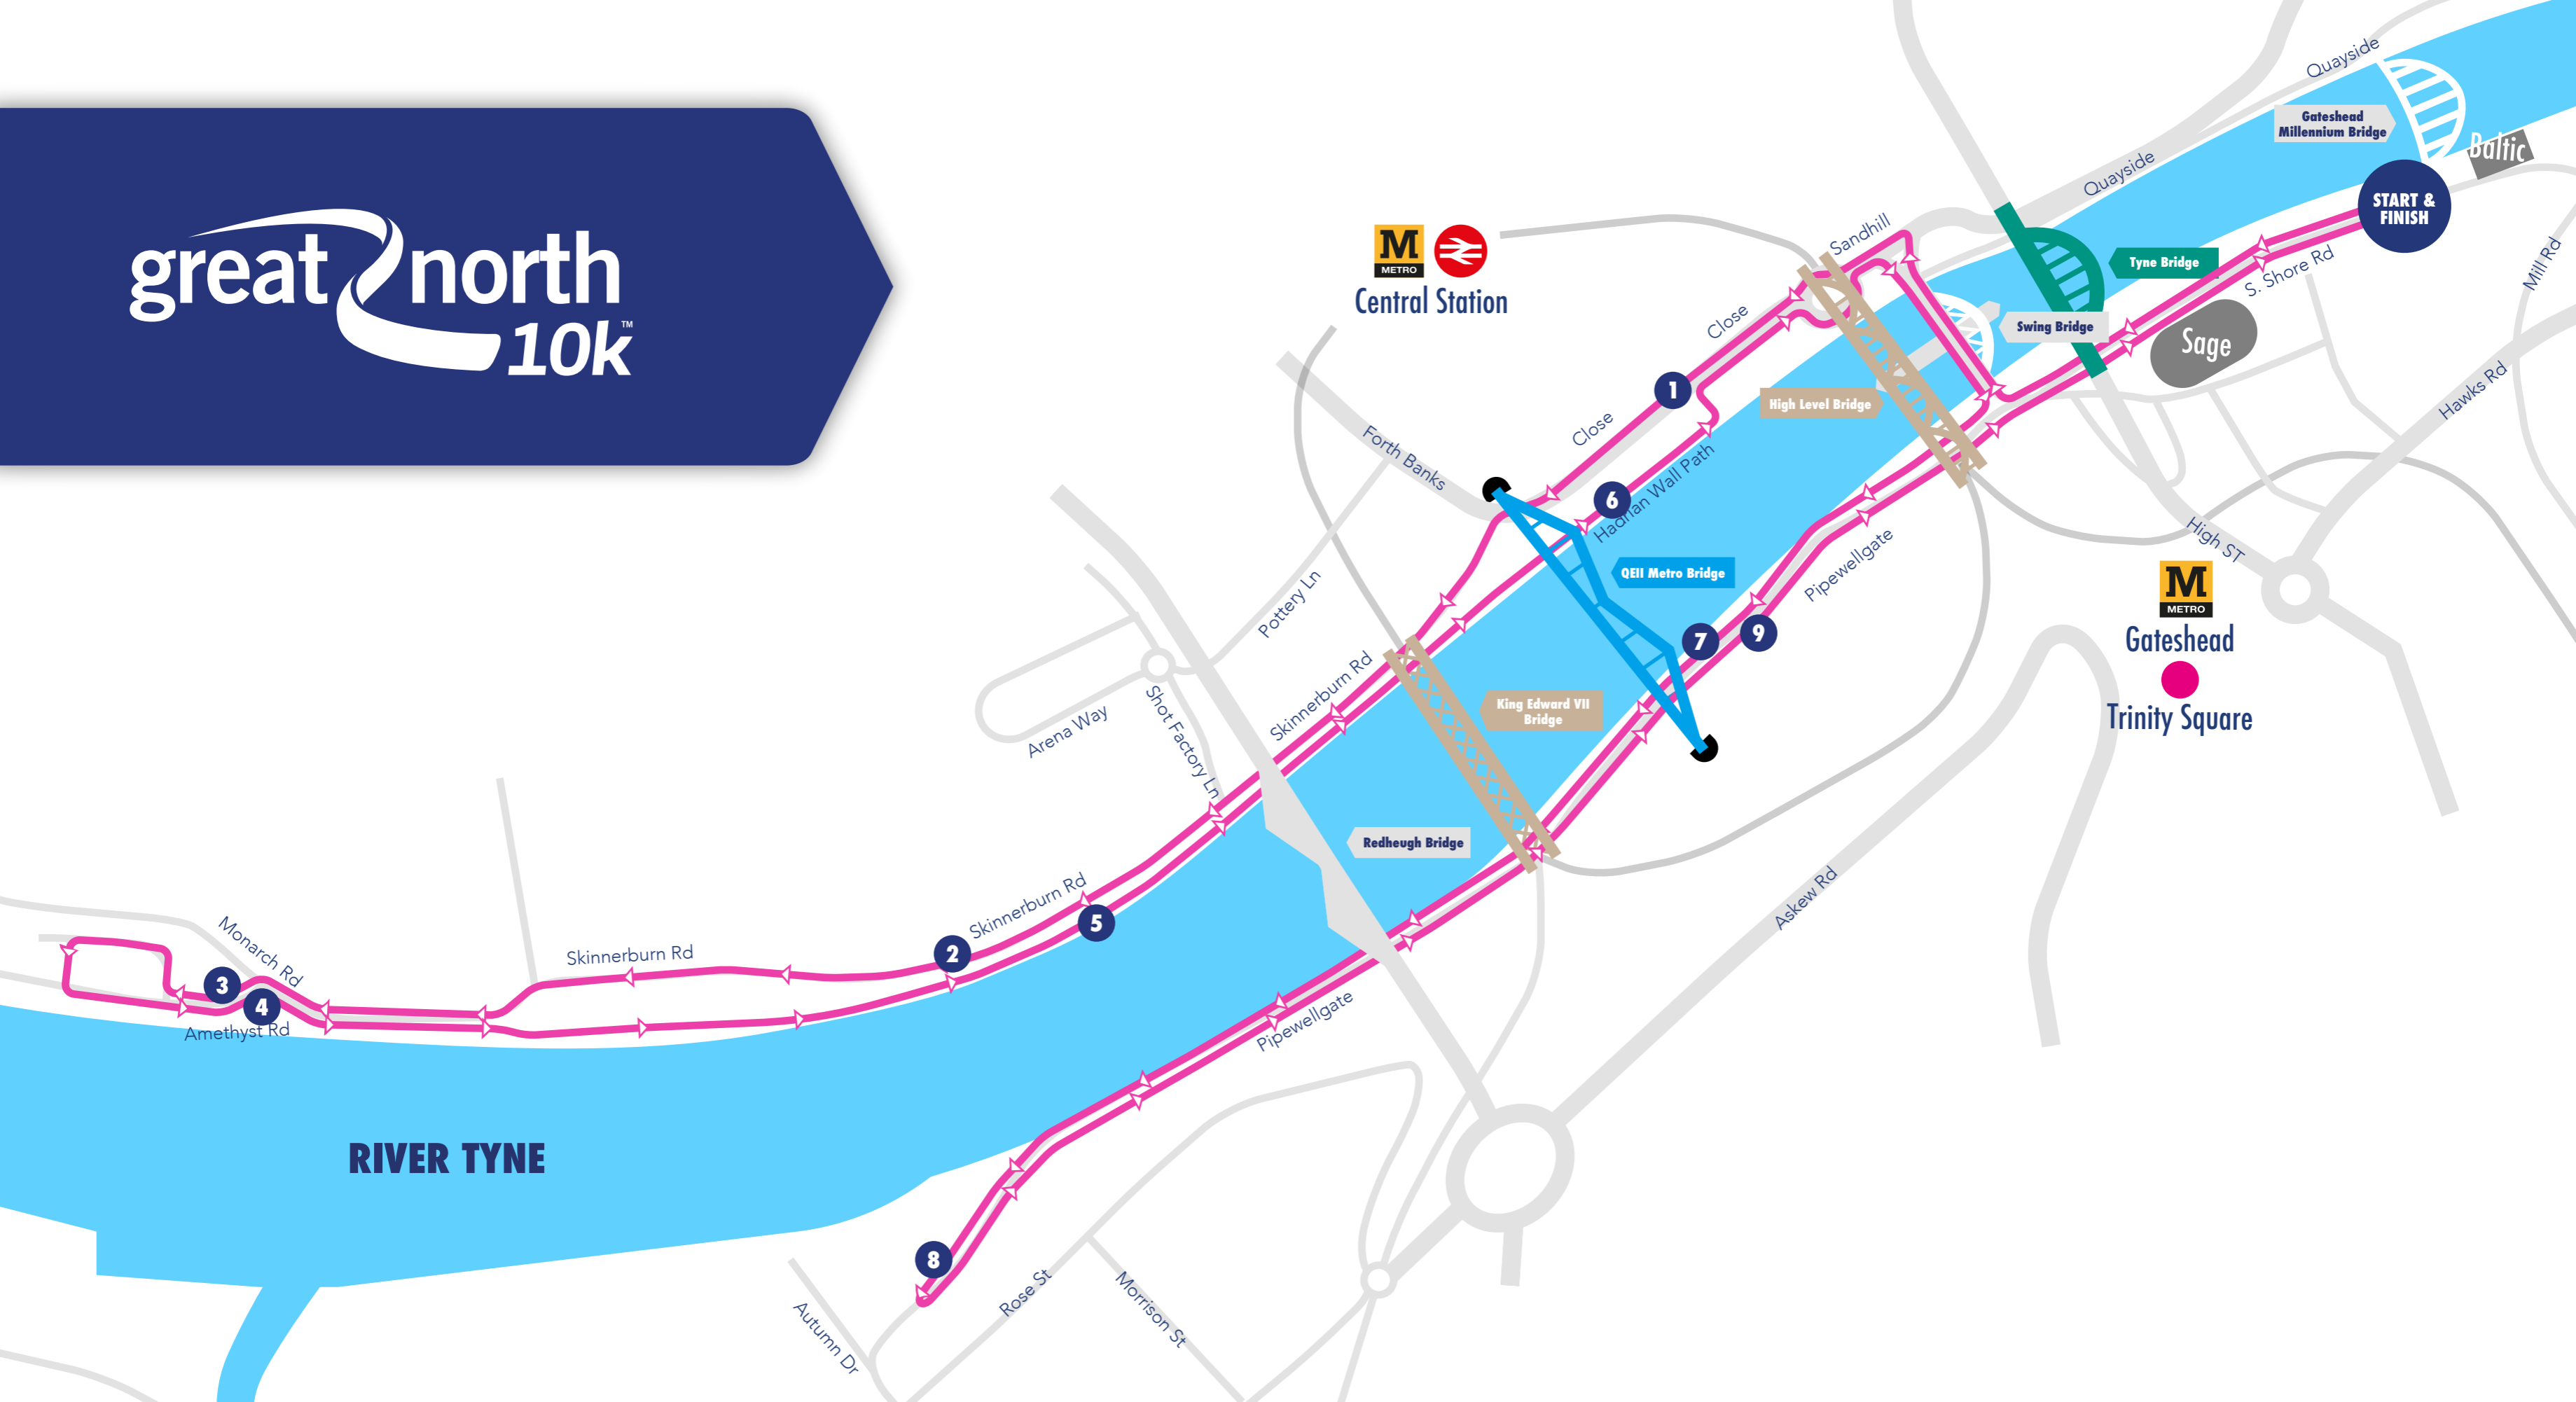 great north
10k™
Quayside
Gateshead
Millennium Bridge
Baltic
START &
FINISH
Quayside
Tyne Bridge
S. Shore Rd
Mill Rd
Sandhill
M
METRO
Central Station
Close
Swing Bridge
Sage
Hawks Rd
1
High Level Bridge
Close
Forth Banks
6
Hadrian Wall Path
QEII Metro Bridge
Pipewellgate
High ST
M
METRO
Gateshead
Trinity Square
Pottery Ln
7
9
Skinnerburn Rd
King Edward VII
Bridge
Arena Way
Shot Factory Ln
Redheugh Bridge
Askew Rd
Skinnerburn Rd
5
2
Skinnerburn Rd
Monarch Rd
3
4
Amethyst Rd
Pipewellgate
RIVER TYNE
8
Rose St
Morrison St
Autumn Dr